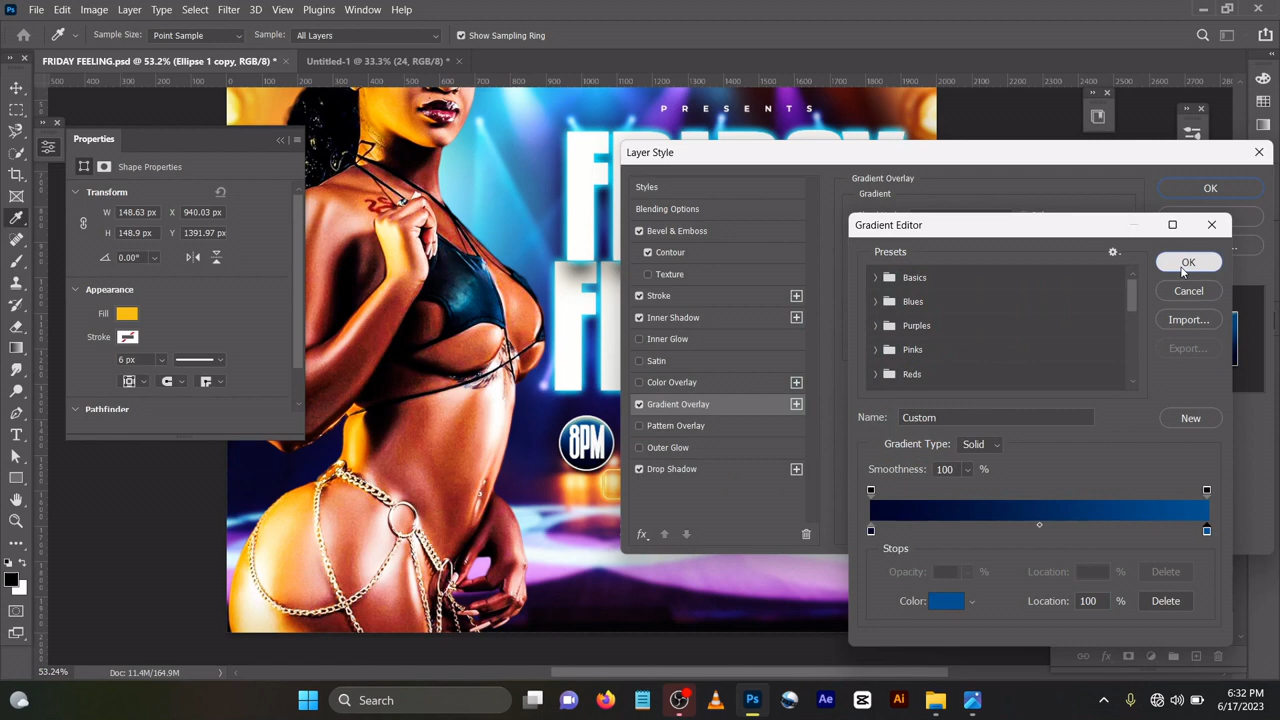 Ps File Edit Image Layer Type Select Filter 3D View Plugins Window Help
Sample Size: Point Sample Sample: All Layers Show Sampling Ring
FRIDAY FEELING.psd @ 53.2% (Ellipse 1 copy, RGB/8) * Untitled-1 @ 33.3% (24, RGB/8) *
PRESENTS
FRIDAY
Properties
Shape Properties
Transform
W 148.63 px X 940.03 px
H 148.9 px Y 1391.97 px
0.00°
Appearance
Fill
Stroke
6 px
Pathfinder
8PM
Layer Style
Styles
Blending Options
Bevel & Emboss
Contour
Texture
Stroke
Inner Shadow
Inner Glow
Satin
Color Overlay
Gradient Overlay
Pattern Overlay
Outer Glow
Drop Shadow
fx
Gradient Overlay
Gradient
OK
Gradient Editor
Presets
Basics
Blues
Purples
Pinks
Reds
OK
Cancel
Import...
Export...
Name: Custom New
Gradient Type: Solid
Smoothness: 100 %
Stops
Opacity: % Location: % Delete
Color: Location: 100 % Delete
53.24% Doc: 11.4M/164.9M
Search
Ps Ae Ai
6:32 PM
6/17/2023